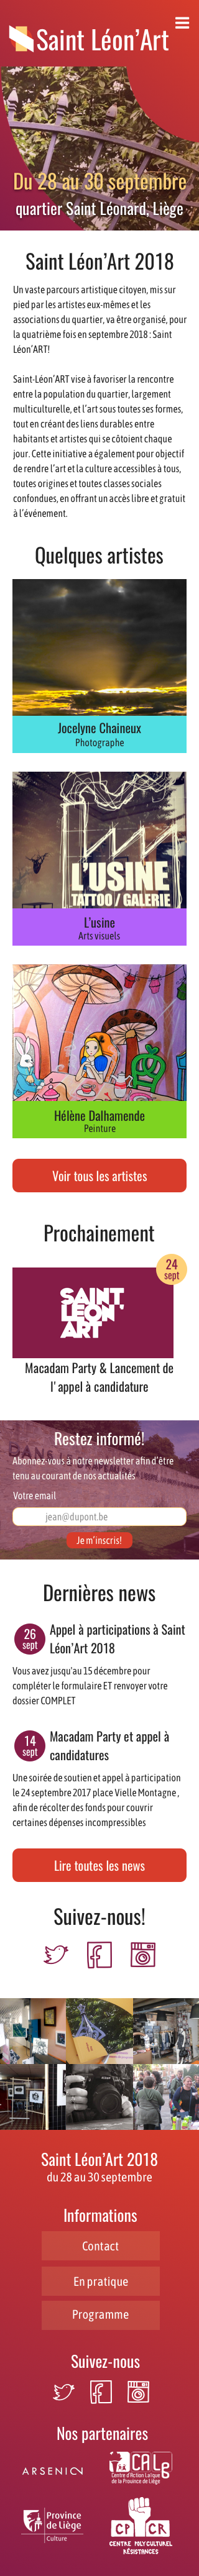 Saint Léon’Art
Du 28 au 30 septembre
quartier Saint Léonard, Liège
Saint Léon’Art 2018
Un vaste parcours artistique citoyen, mis sur
pied par les artistes eux-mêmes et les
associations du quartier, va être organisé, pour
la quatrième fois en septembre 2018 : Saint
Léon’ART!
Saint-Léon’ART vise à favoriser la rencontre
entre la population du quartier, largement
multiculturelle, et l’art sous toutes ses formes,
tout en créant des liens durables entre
habitants et artistes qui se côtoient chaque
jour. Cette initiative a également pour objectif
de rendre l’art et la culture accessibles à tous,
toutes origines et toutes classes sociales
confondues, en offrant un accès libre et gratuit
à l’événement.
Quelques artistes
Jocelyne Chaineux
Photographe
L'USINE
TATTOO / GALERIE
L’usine
Arts visuels
Hélène Dalhamende
Peinture
Voir tous les artistes
Prochainement
24
sept
SAINT
LÉON'
ART
Macadam Party & Lancement de
l'appel à candidature
Restez informé!
Abonnez-vous à notre newsletter afin d’être
tenu au courant de nos actualités
Votre email
jean@dupont.be
Je m’inscris!
Dernières news
26
sept
Appel à participations à Saint
Léon’Art 2018
Vous avez jusqu’au 15 décembre pour
compléter le formulaire ET renvoyer votre
dossier COMPLET
14
sept
Macadam Party et appel à
candidatures
Une soirée de soutien et appel à participation
le 24 septembre 2017 place Vielle Montagne ,
afin de récolter des fonds pour couvrir
certaines dépenses incompressibles
Lire toutes les news
Suivez-nous!
Saint Léon’Art 2018
du 28 au 30 septembre
Informations
Contact
En pratique
Programme
Suivez-nous
Nos partenaires
ARSENICN
CALg
Centre d'Action Laïque
de la Province de Liège
Province
de Liège
Culture
CPCR
CENTRE POLYCULTUREL
RÉSISTANCES